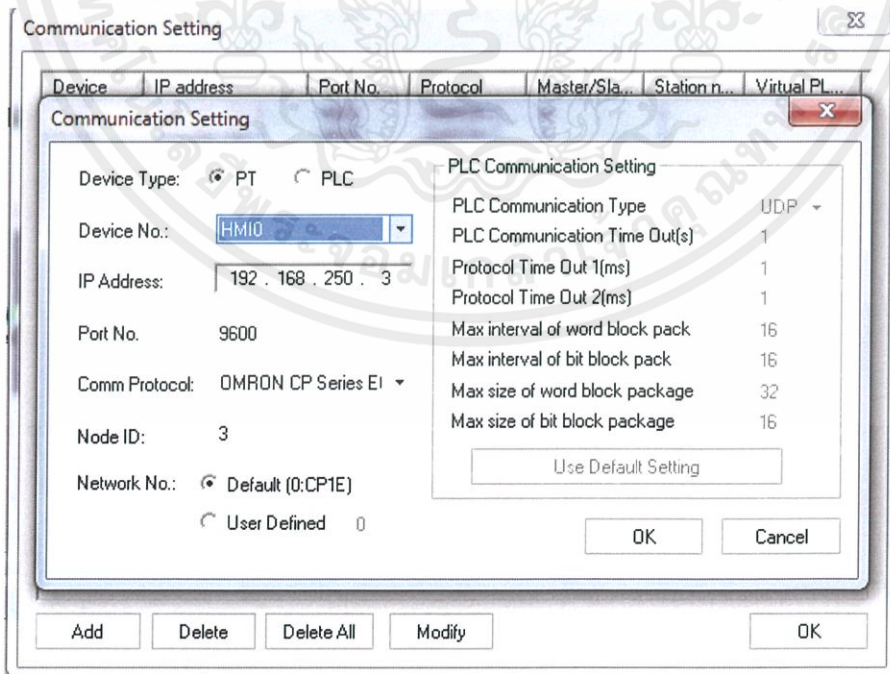 Communication Setting
Device IP address Port No. Protocol Master/Sla... Station n... Virtual PL...
Communication Setting
Device Type: PT PLC
Device No.: HMI0
IP Address: 192 . 168 . 250 . 3
Port No. 9600
Comm Protocol: OMRON CP Series E(
Node ID: 3
Network No.: Default (0:CP1E)
User Defined 0
PLC Communication Setting
PLC Communication Type UDP
PLC Communication Time Out(s) 1
Protocol Time Out 1(ms) 1
Protocol Time Out 2(ms) 1
Max interval of word block pack 16
Max interval of bit block pack 16
Max size of word block package 32
Max size of bit block package 16
Use Default Setting
OK Cancel
Add Delete Delete All Modify OK